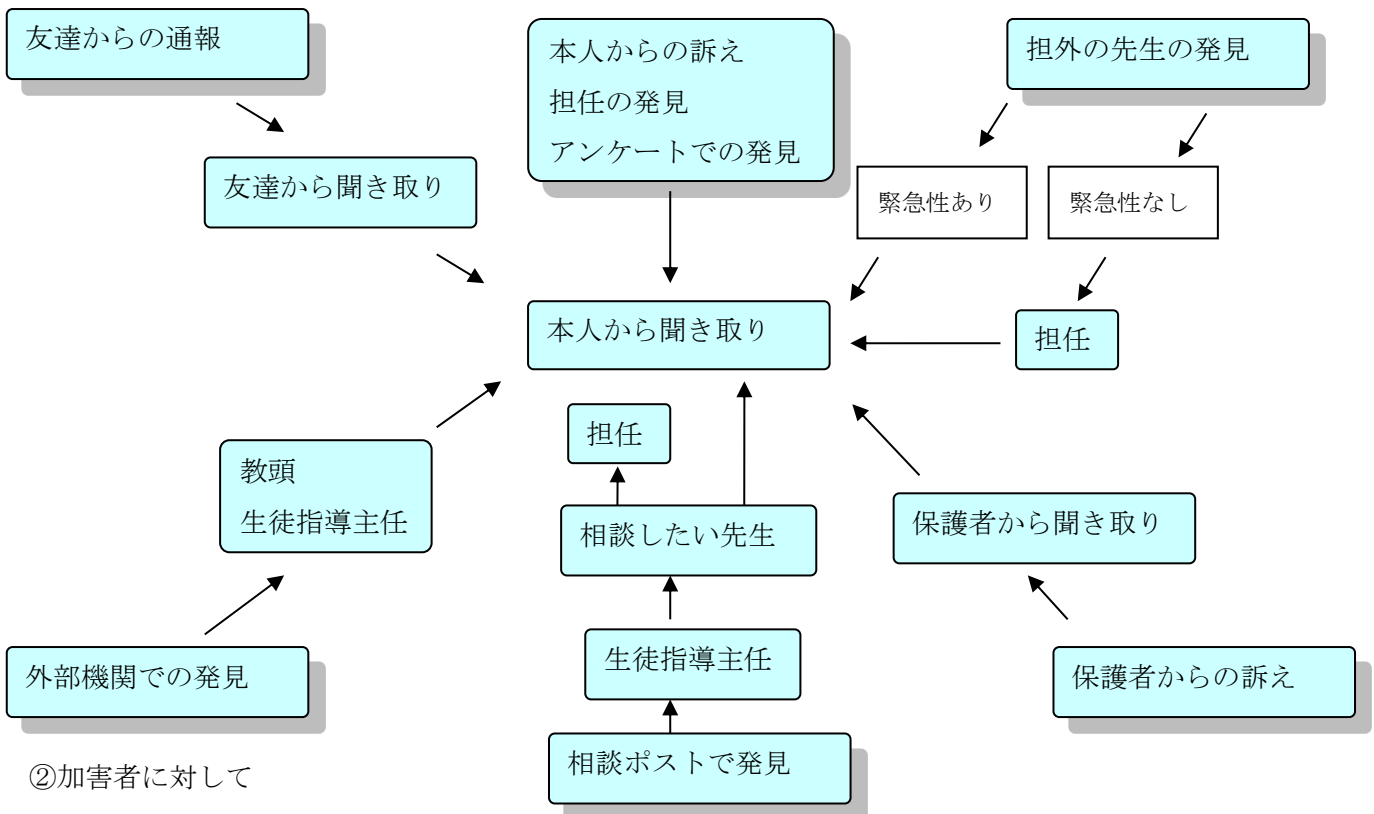 友達からの通報
本人からの訴え
担任の発見
アンケートでの発見
担外の先生の発見
友達から聞き取り
緊急性あり
緊急性なし
本人から聞き取り
担任
担任
教頭
生徒指導主任
相談したい先生
保護者から聞き取り
生徒指導主任
外部機関での発見
保護者からの訴え
相談ポストで発見
②加害者に対して